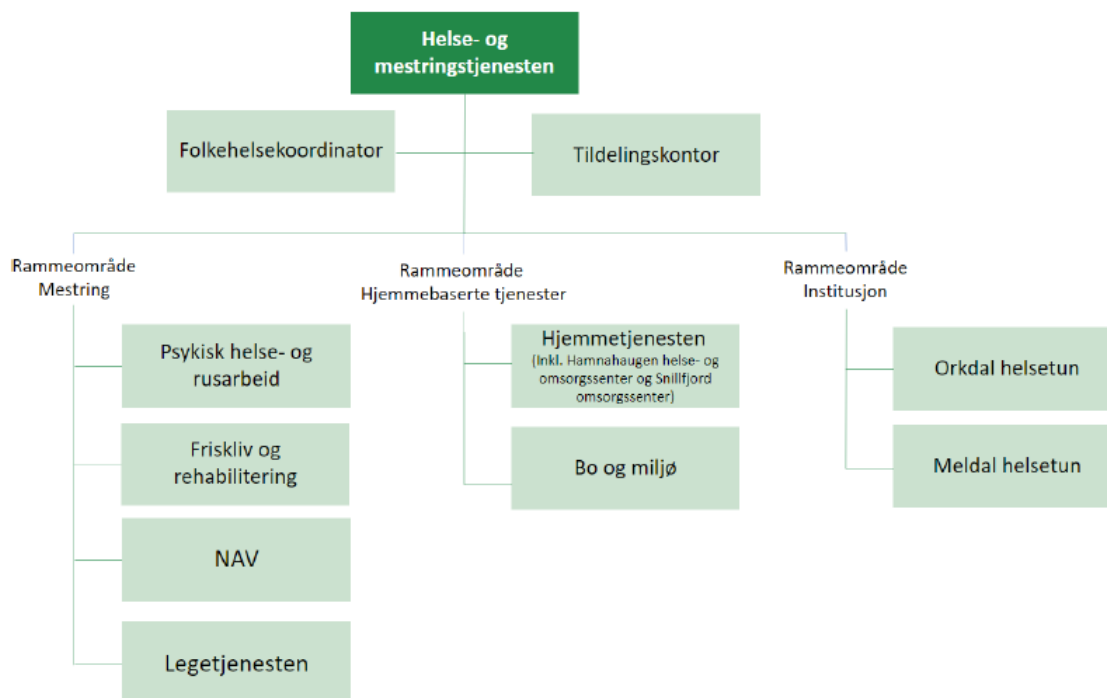 Helse- og
mestringstjenesten
Folkehelsekoordinator
Tildelingskontor
Rammeområde
Mestring
Psykisk helse- og
rusarbeid
Friskliv og
rehabilitering
NAV
Legetjenesten
Rammeområde
Hjemmebaserte tjenester
Hjemmetjenesten
(Inkl. Hamnahaugen helse- og
omsorgssenter og Snillfjord
omsorgssenter)
Bo og miljø
Rammeområde
Institusjon
Orkdal helsetun
Meldal helsetun